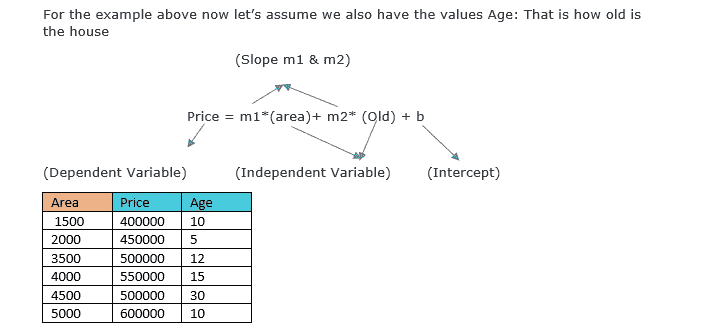 For the example above now let’s assume we also have the values Age: That is how old is
the house
(Slope m1 & m2)
Price = m1*(area)+ m2* (Old) + b
(Dependent Variable) (Independent Variable) (Intercept)
Area Price Age
1500 400000 10
2000 450000 5
3500 500000 12
4000 550000 15
4500 500000 30
5000 600000 10